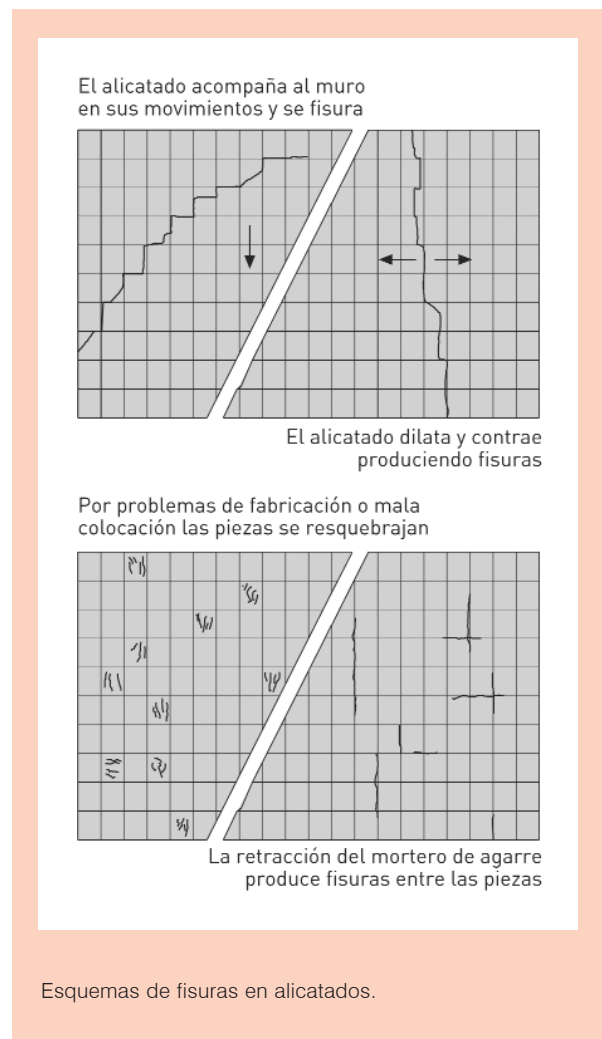 El alicatado acompaña al muro
en sus movimientos y se fisura
El alicatado dilata y contrae
produciendo fisuras
Por problemas de fabricación o mala
colocación las piezas se resquebrajan
La retracción del mortero de agarre
produce fisuras entre las piezas
Esquemas de fisuras en alicatados.